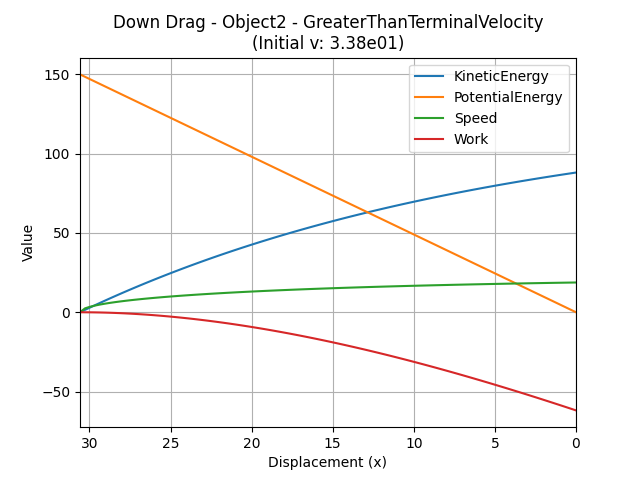 Down Drag - Object2 - GreaterThanTerminalVelocity
(Initial v: 3.38e01)
KineticEnergy
PotentialEnergy
Speed
Work
150
100
50
0
−50
Value
30 25 20 15 10 5 0
Displacement (x)